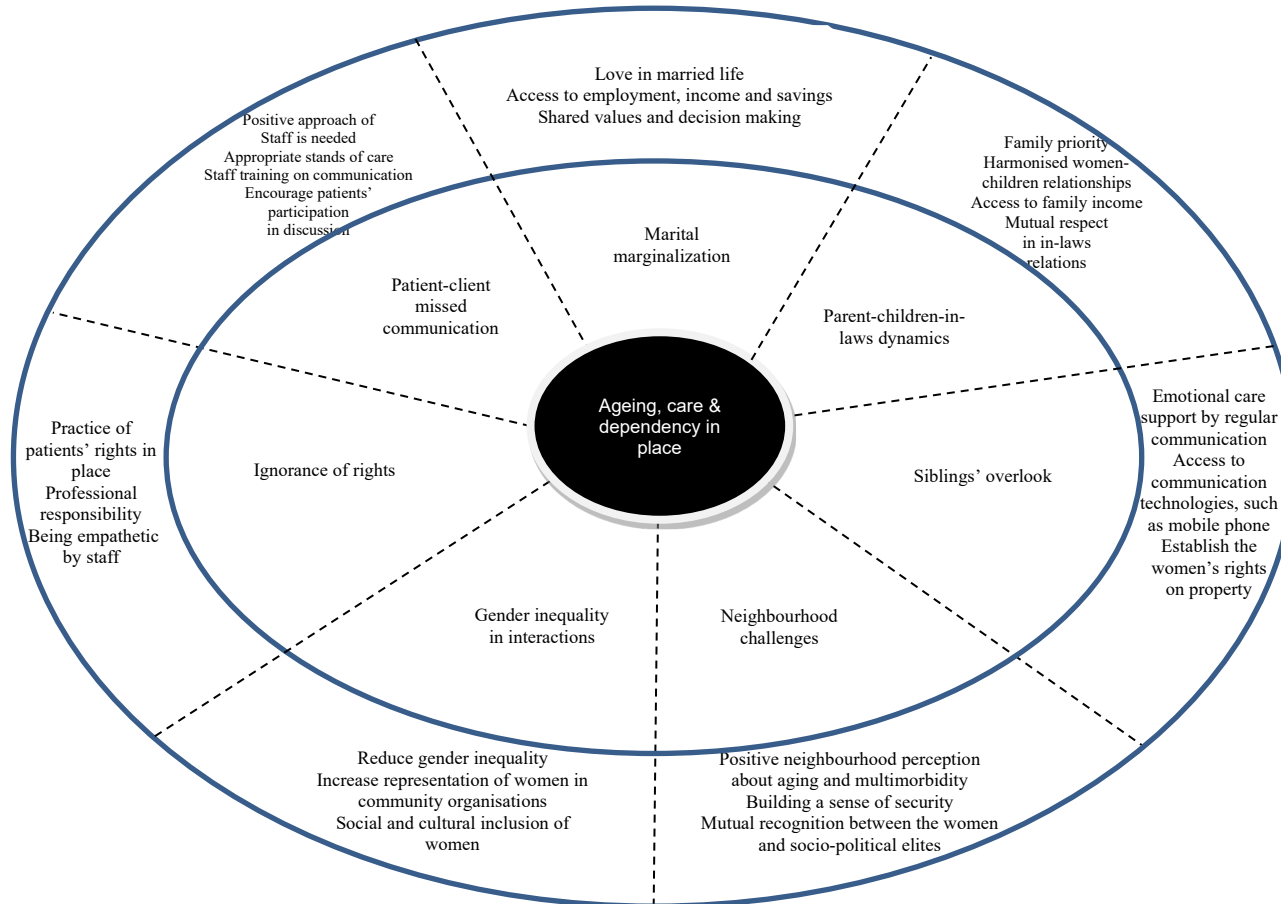 Love in married life
Access to employment, income and savings
Shared values and decision making
Positive approach of
Staff is needed
Appropriate stands of care
Staff training on communication
Encourage patients’
participation
in discussion
Family priority
Harmonised women-
children relationships
Access to family income
Mutual respect
in in-laws
relations
Marital
marginalization
Patient-client
missed
communication
Parent-children-in-
laws dynamics
Ageing, care &
dependency in
place
Emotional care
support by regular
communication
Access to
communication
technologies, such
as mobile phone
Establish the
women’s rights
on property
Practice of
patients’ rights in
place
Professional
responsibility
Being empathetic
by staff
Ignorance of rights
Siblings’ overlook
Gender inequality
in interactions
Neighbourhood
challenges
Reduce gender inequality
Increase representation of women in
community organisations
Social and cultural inclusion of
women
Positive neighbourhood perception
about aging and multimorbidity
Building a sense of security
Mutual recognition between the women
and socio-political elites